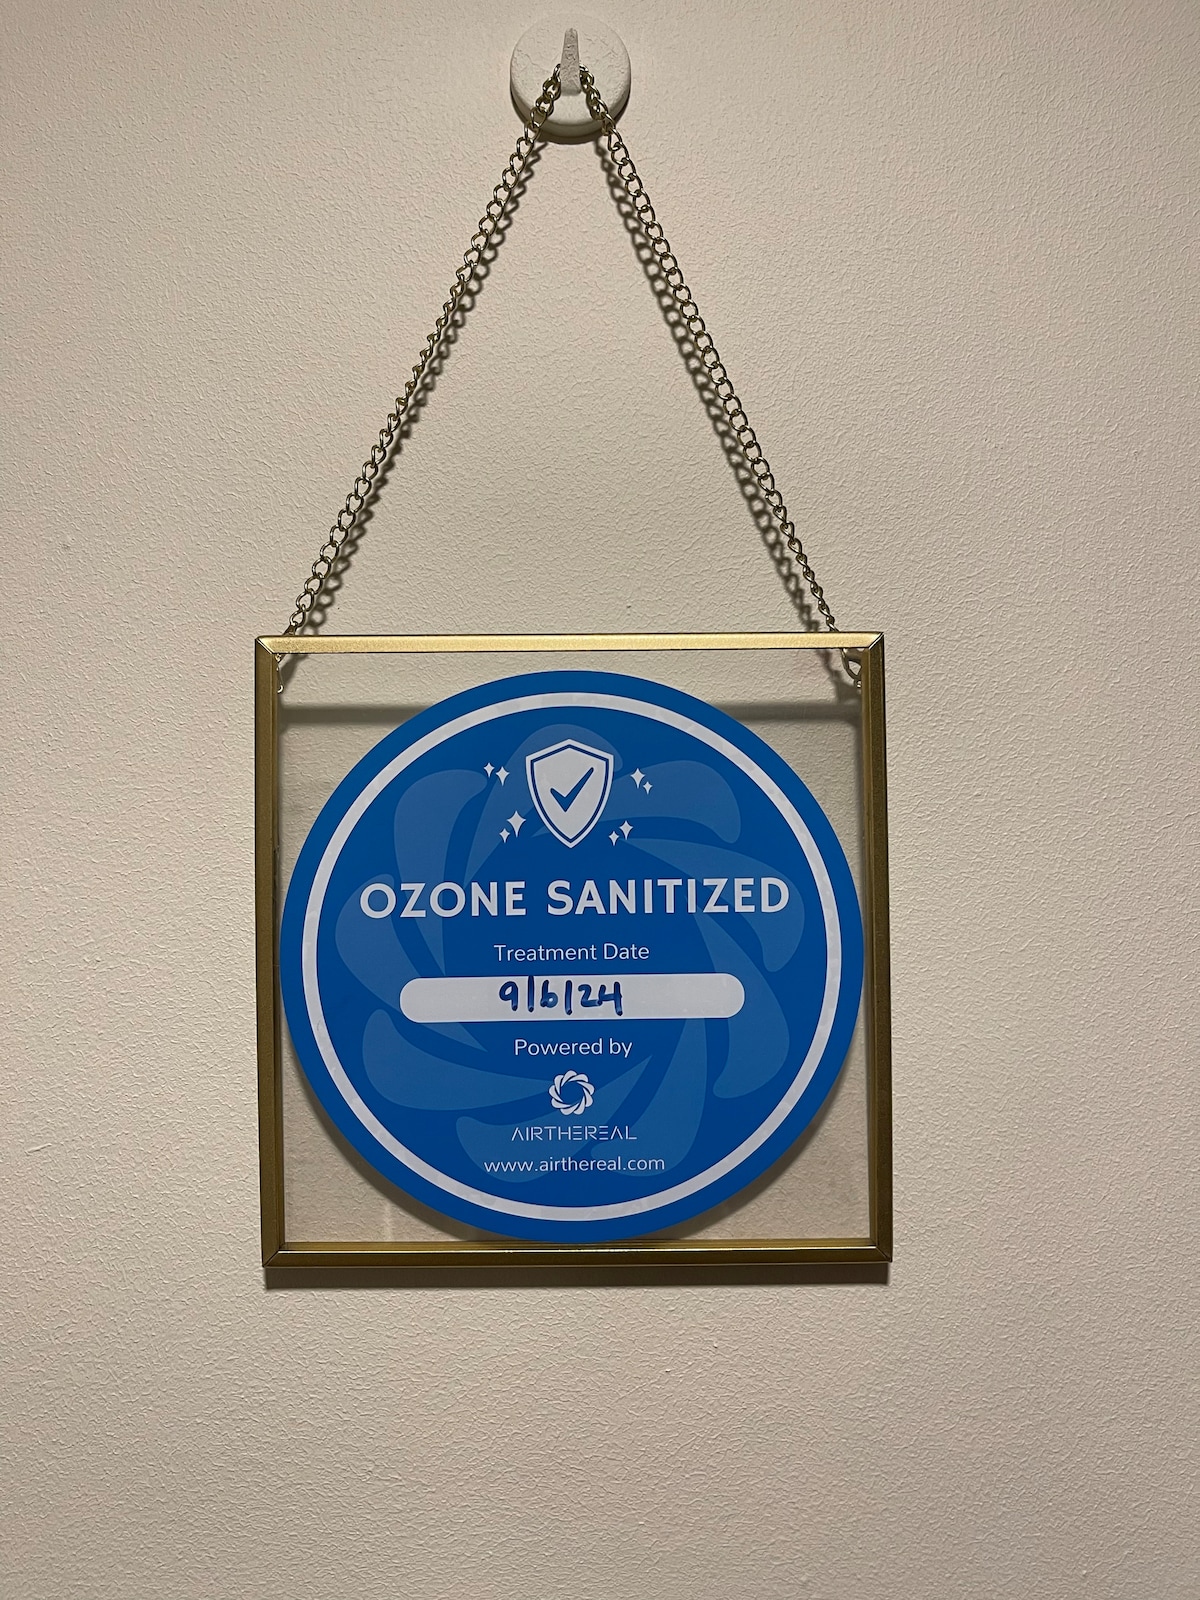 OZONE SANITIZED
Treatment Date
9/6/24
Powered by
AIRTHEREAL
www.airthereal.com